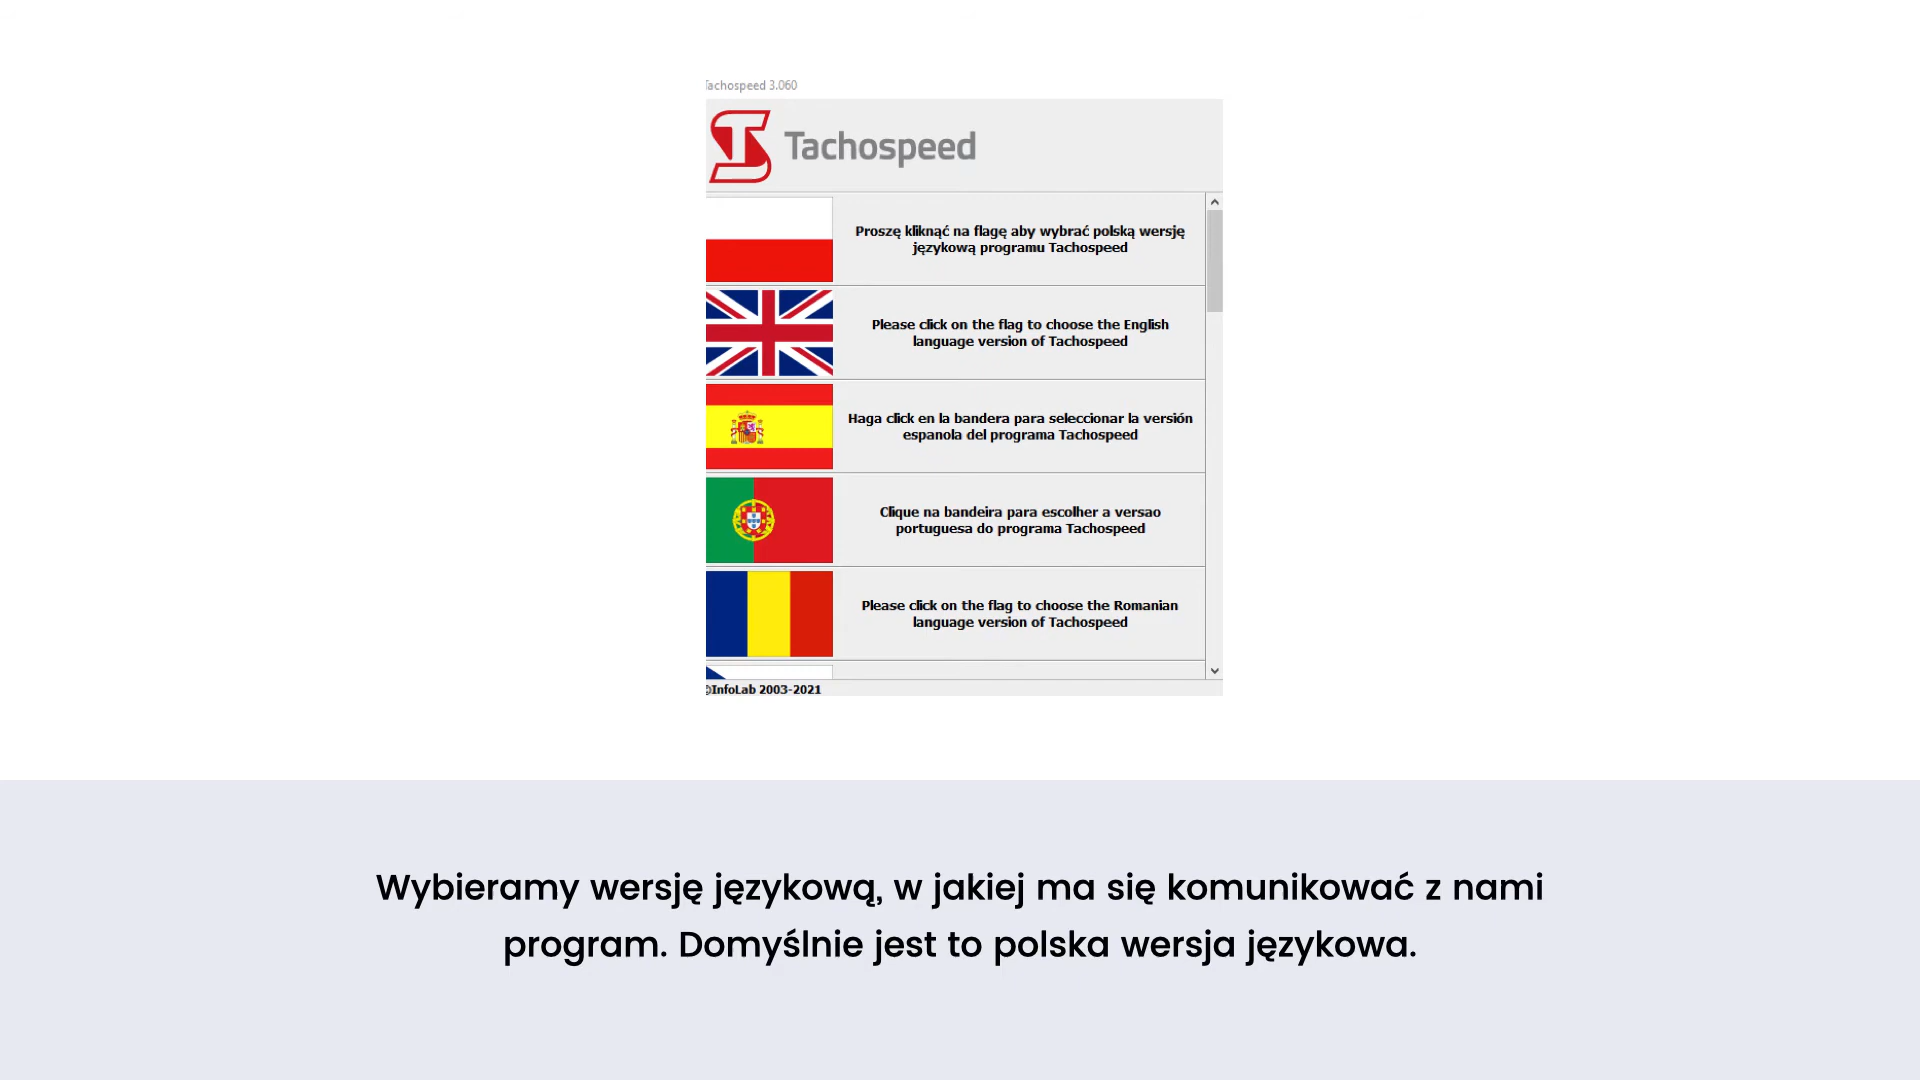 Tachospeed 3.060
Tachospeed
Proszę kliknąć na flagę aby wybrać polską wersję
językową programu Tachospeed
Please click on the flag to choose the English
language version of Tachospeed
Haga click en la bandera para seleccionar la versión
espanola del programa Tachospeed
Clique na bandeira para escolher a versao
portuguesa do programa Tachospeed
Please click on the flag to choose the Romanian
language version of Tachospeed
©InfoLab 2003-2021
Wybieramy wersję językową, w jakiej ma się komunikować z nami
program. Domyślnie jest to polska wersja językowa.